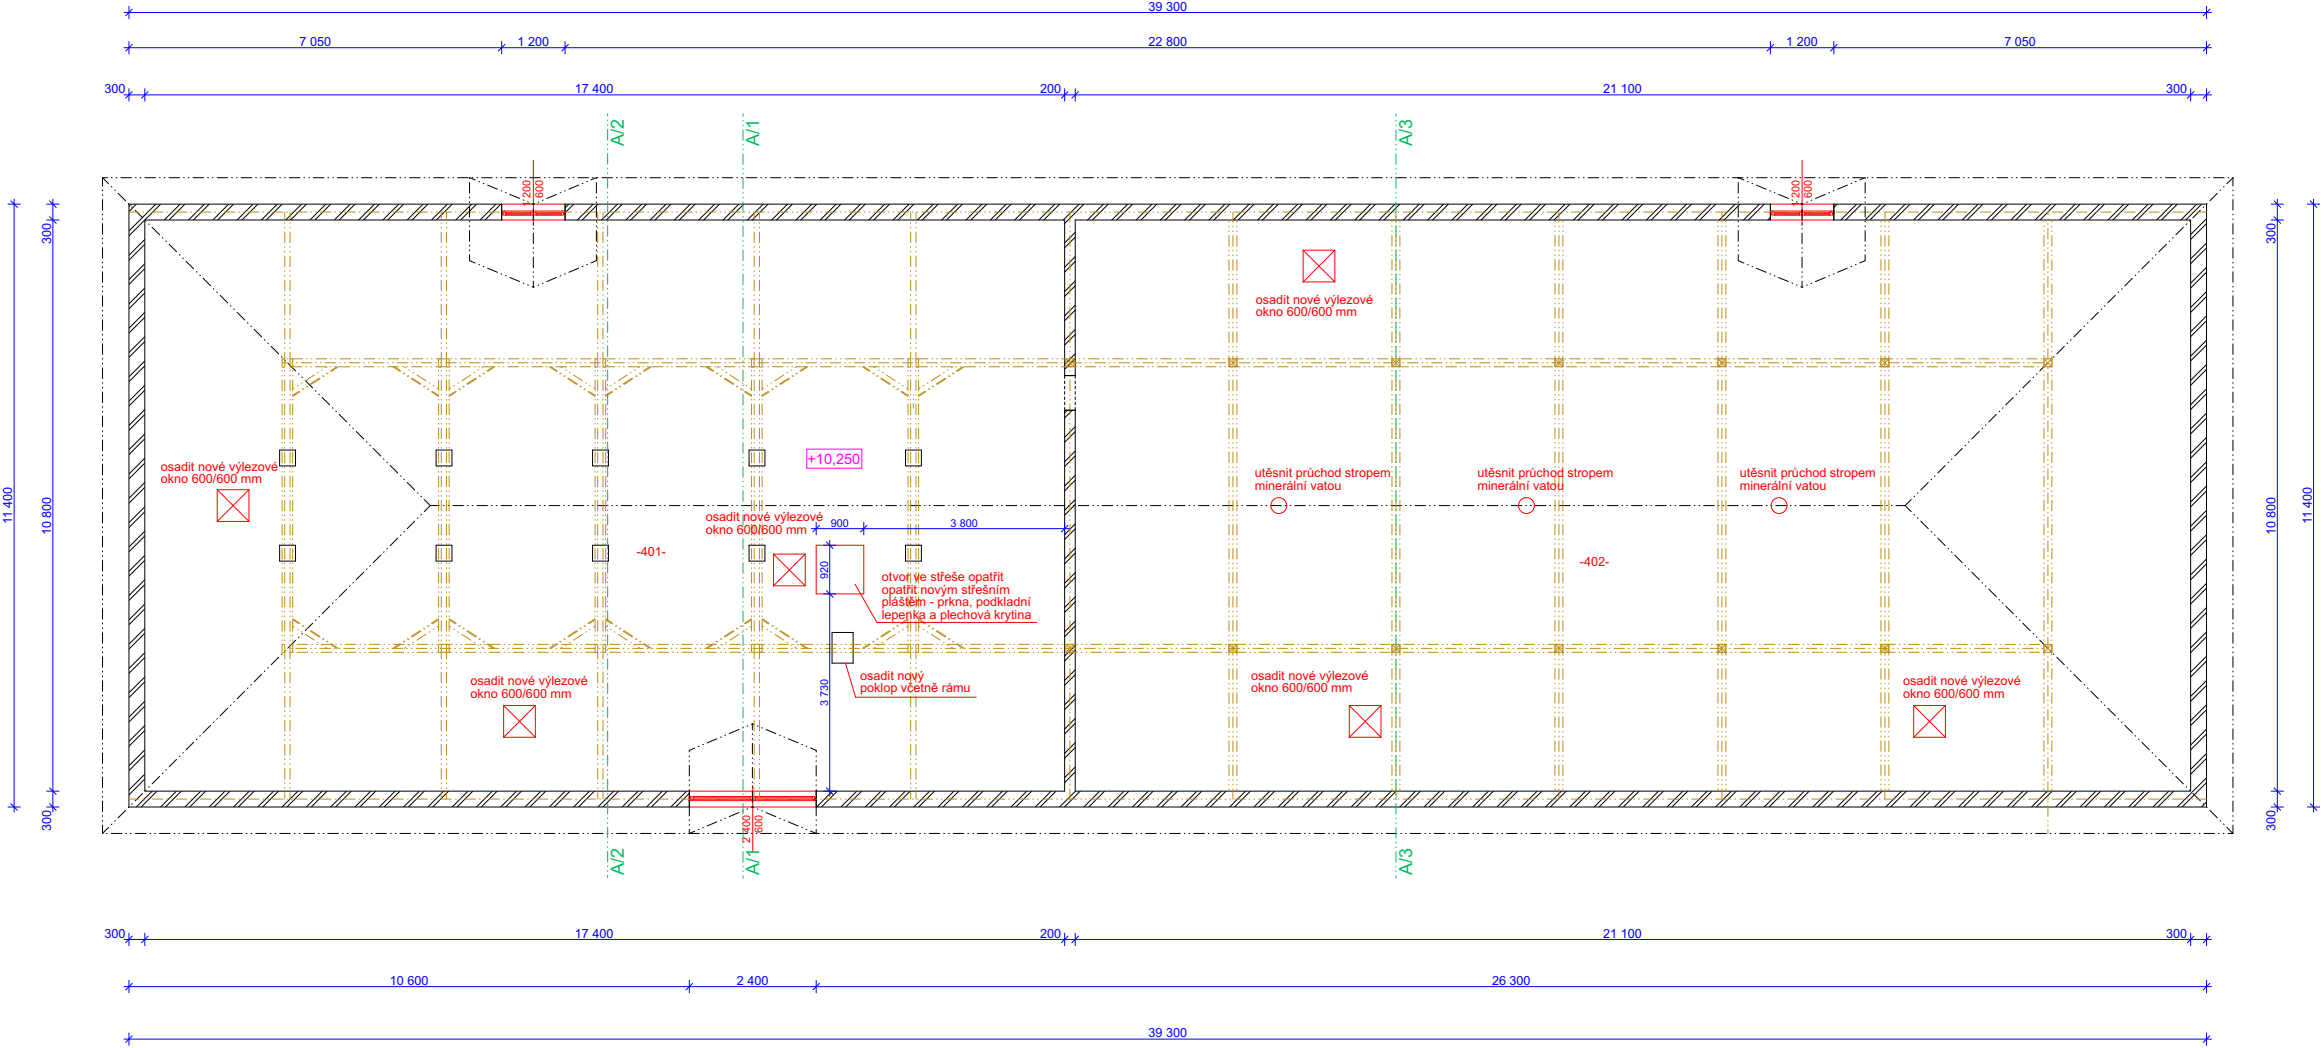 39 300
7 050
1 200
22 800
1 200
7 050
300
17 400
200
21 100
300
A/2
A/1
A/3
1 200
600
1 200
600
300
300
300
300
osadit nové výlezové
okno 600/600 mm
osadit nové výlezové
okno 600/600 mm
+10,250
utěsnit průchod stropem
minerální vatou
utěsnit průchod stropem
minerální vatou
utěsnit průchod stropem
minerální vatou
11 400
10 800
10 800
11 400
osadit nové výlezové
okno 600/600 mm
900
3 800
-401-
-402-
920
otvor ve střeše opatřit
opatřit novým střešním
pláštěm - prkna, podkladní
lepenka a plechová krytina
osadit nový
poklop včetně rámu
3 730
osadit nové výlezové
okno 600/600 mm
osadit nové výlezové
okno 600/600 mm
osadit nové výlezové
okno 600/600 mm
300
300
2 400
600
A/2
A/1
A/3
300
17 400
200
21 100
300
10 600
2 400
26 300
39 300